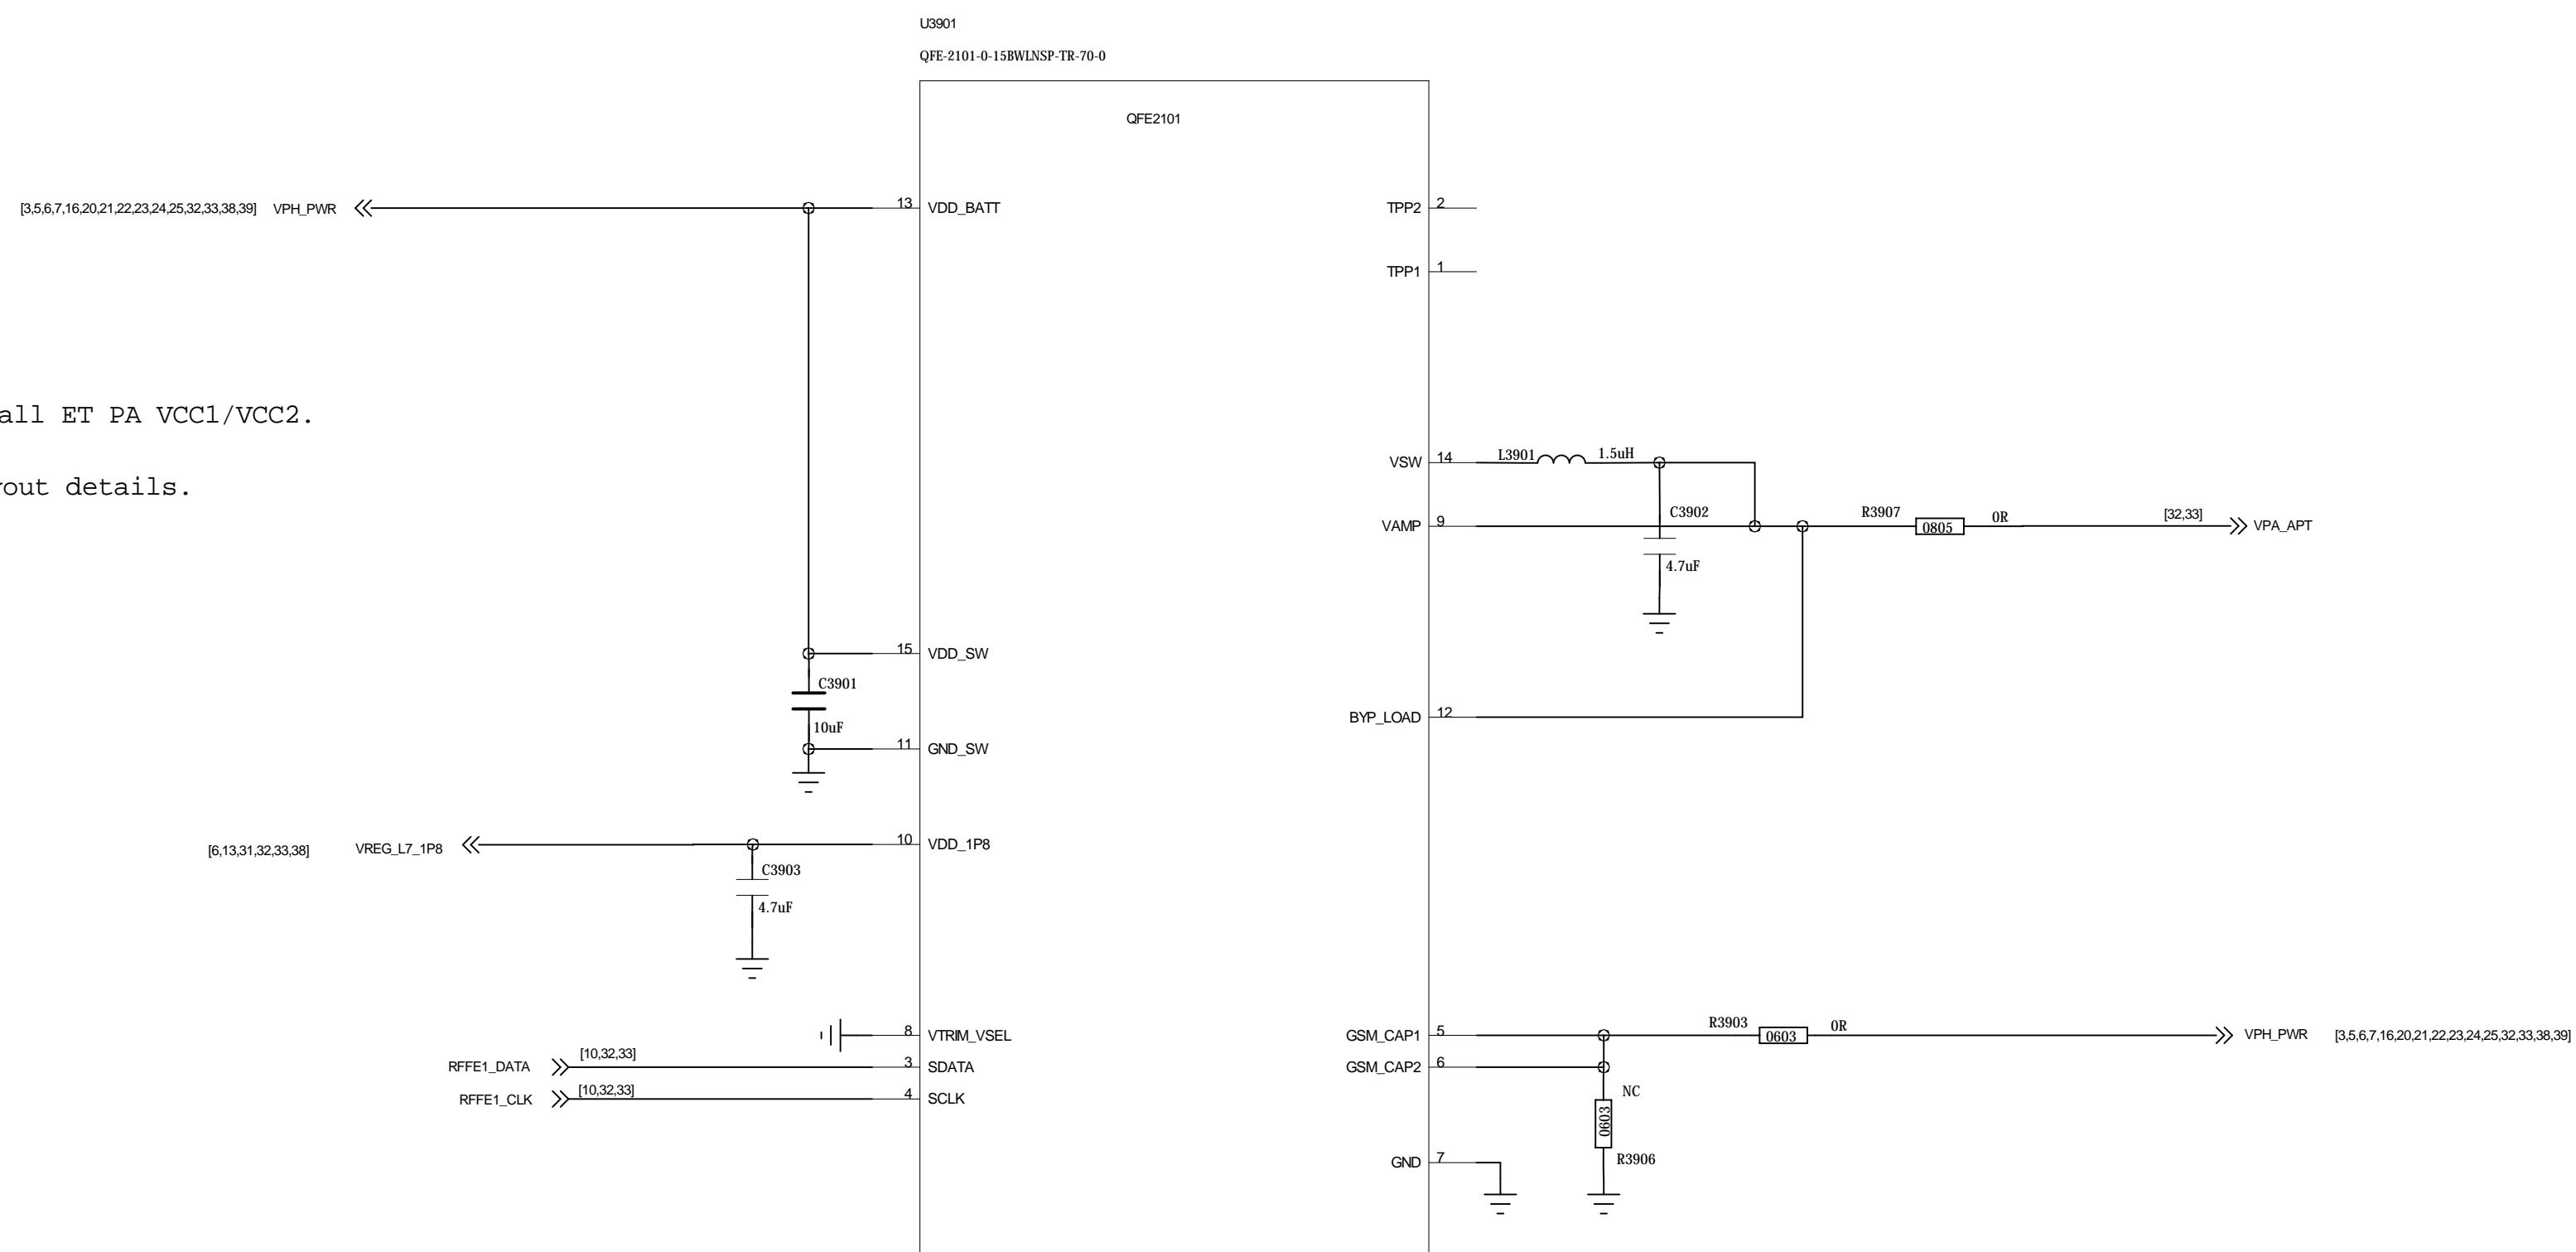 U3901
QFE-2101-0-15BWLNSP-TR-70-0
QFE2101
[3,5,6,7,16,20,21,22,23,24,25,32,33,38,39] VPH_PWR
13 VDD_BATT
TPP2 2
TPP1 1
all ET PA VCC1/VCC2.
out details.
VSW 14 L3901 1.5uH
VAMP 9 C3902 R3907 0805 0R [32,33] VPA_APT
4.7uF
15 VDD_SW
C3901
10uF
BYP_LOAD 12
11 GND_SW
[6,13,31,32,33,38] VREG_L7_1P8 10 VDD_1P8
C3903
4.7uF
8 VTRIM_VSEL
GSM_CAP1 5 R3903 0603 0R VPH_PWR [3,5,6,7,16,20,21,22,23,24,25,32,33,38,39]
RFFE1_DATA [10,32,33] 3 SDATA
GSM_CAP2 6
RFFE1_CLK [10,32,33] 4 SCLK
NC
0603
R3906
GND 7